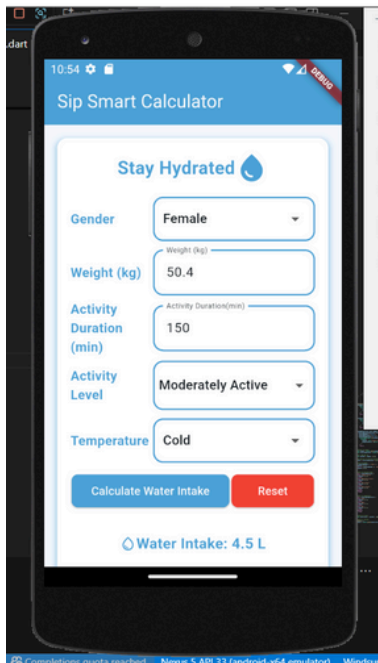 .dart
10:54
DEBUG
Sip Smart Calculator
Stay Hydrated
Gender
Female
Weight (kg)
Weight (kg)
50.4
Activity
Duration
(min)
Activity Duration(min)
150
Activity
Level
Moderately Active
Temperature
Cold
Calculate Water Intake
Reset
Water Intake: 4.5 L
Completions quota reached Nexus S API 33 (android-x64 emulator) Windsu